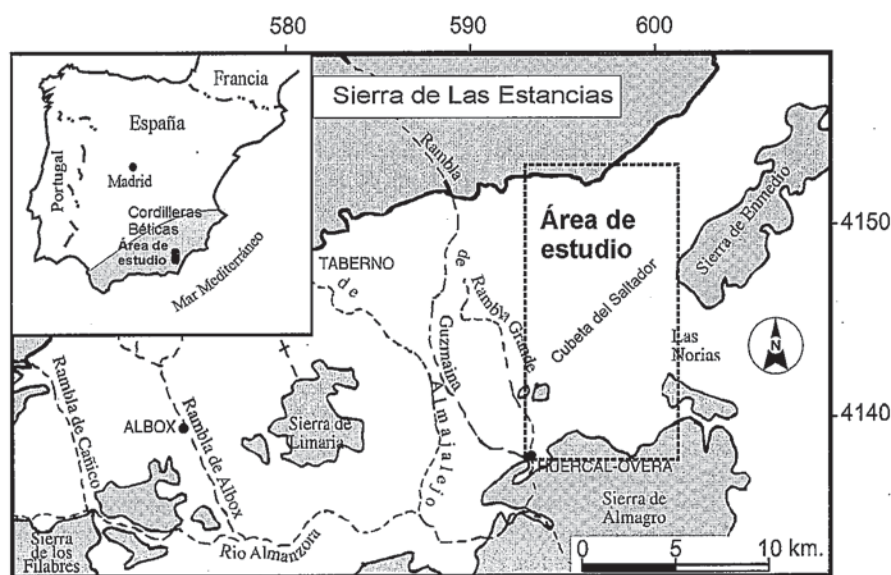 580
590
600
Francia
España
Portugal
Madrid
Cordilleras
Béticas
Área de
estudio
Mar Mediterráneo
Sierra de Las Estancias
Rambla
de
Guzmaina
Rambla Grande
Área de
estudio
Cubeta del Saltador
Sierra de Enmedio
4150
TABERNO
de
Almajalejo
Las
Norias
N
4140
Rambla de Cañico
ALBOX
Rambla de Albox
Sierra de
Limaria
HUERCAL-OVERA
Sierra de
Almagro
Sierra
de los
Filabres
Rio Almanzora
0
5
10 km.